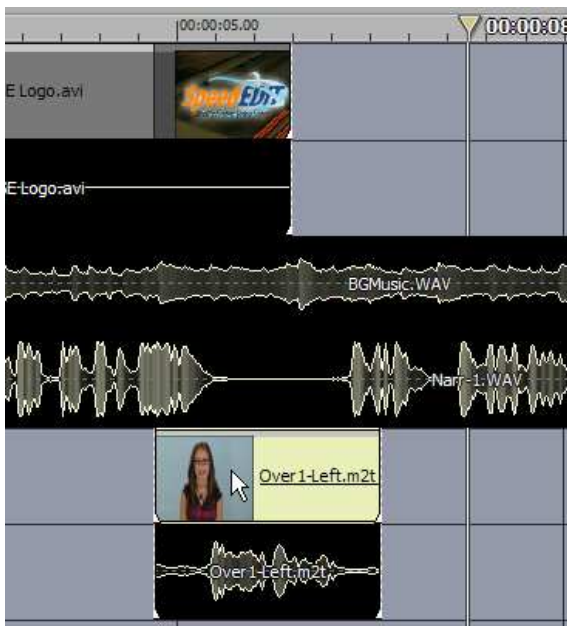 00:00:05.00
00:00:08
E Logo.avi
SpeedEDIT
SE Logo.avi
BGMusic.WAV
Narr-1.WAV
Over1-Left.m2t
Over1-Left.m2t